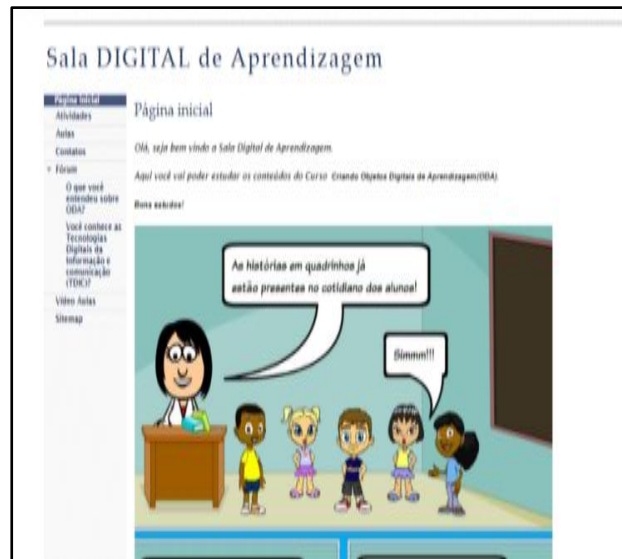 Sala DIGITAL de Aprendizagem
Página inicial
Atividades
Aulas
Contatos
Fórum
O que você
entendeu sobre
ODA?
Você conhece as
Tecnologias
Digitais da
Informação e
comunicação
(TDIC)?
Vídeo Aulas
Sitemap
Página inicial
Olá, seja bem vindo a Sala Digital de Aprendizagem.
Aqui você vai poder estudar os conteúdos do Curso Criando Objetos Digitais de Aprendizagem(ODA).
Bons estudos!
As histórias em quadrinhos já
estão presentes no cotidiano dos alunos!
Simmm!!!